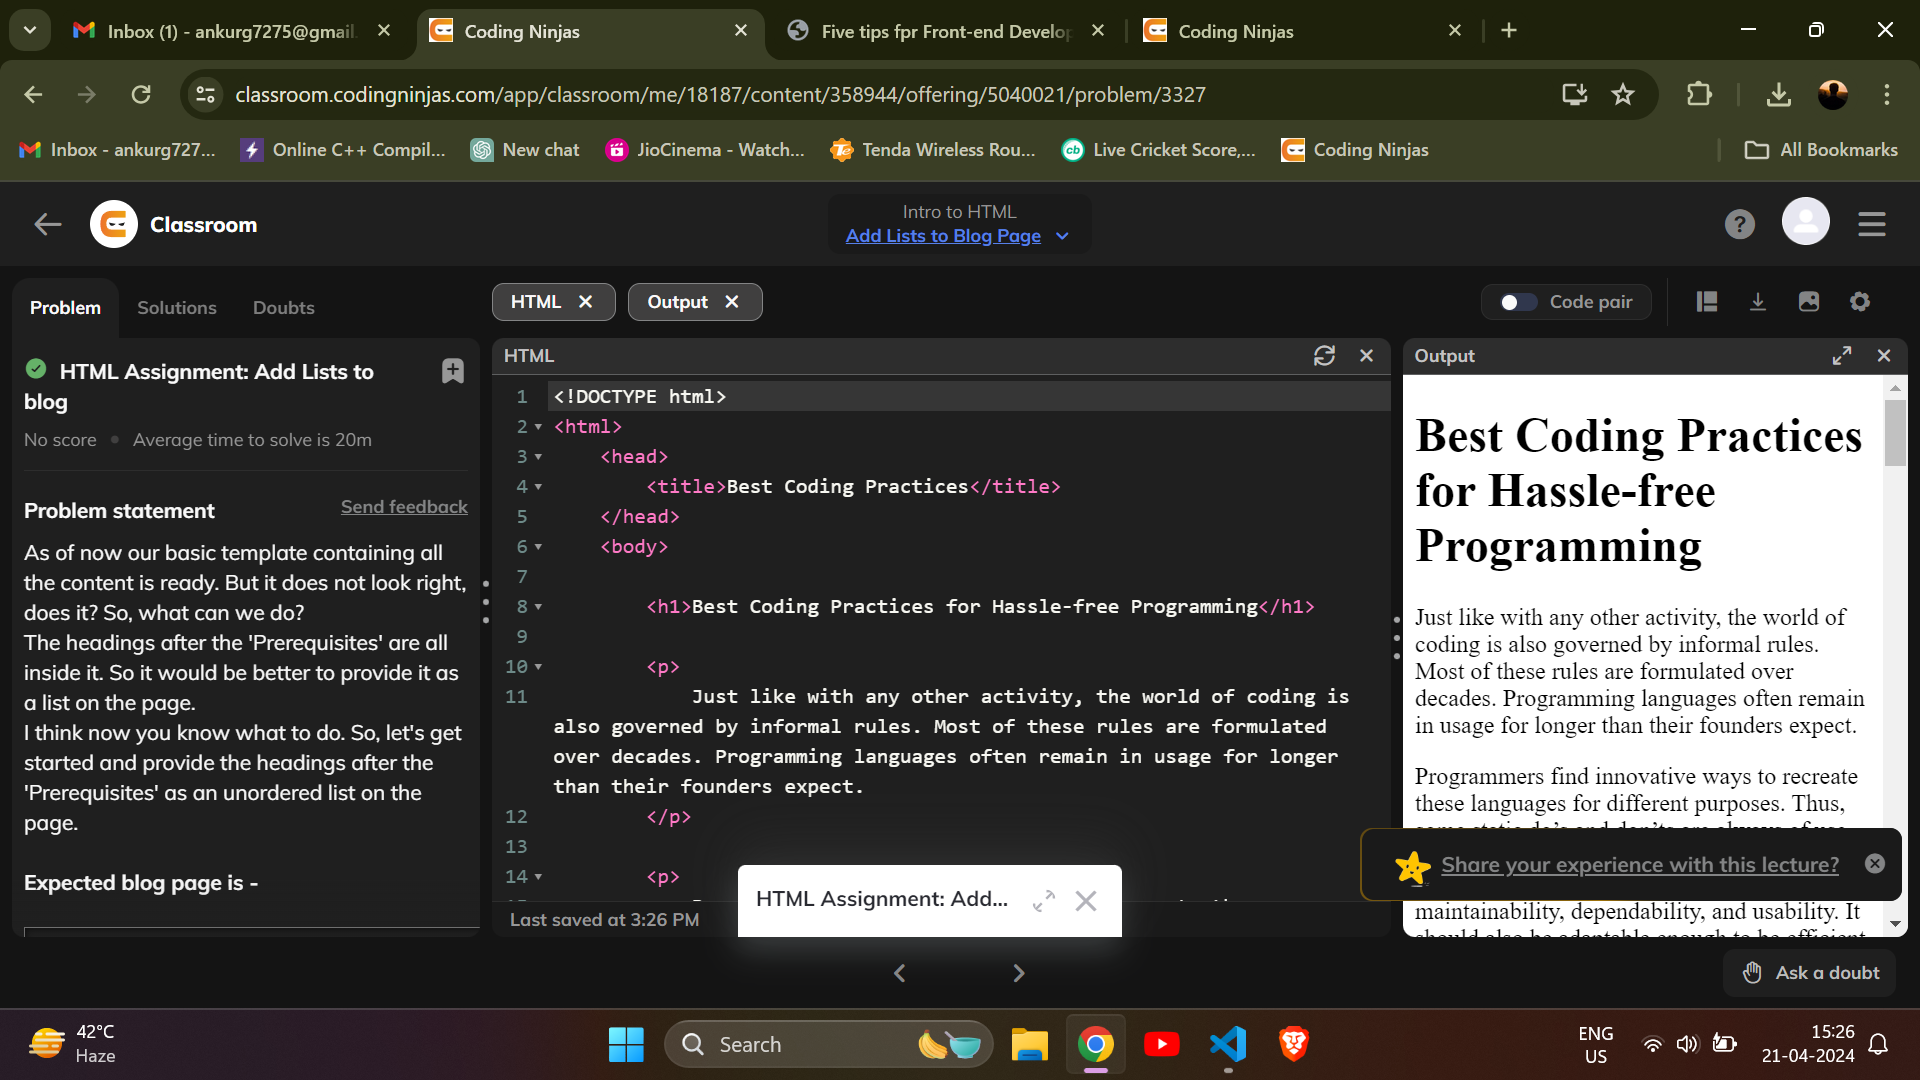 Inbox (1) - ankurg7275@gmail.
Coding Ninjas
Five tips fpr Front-end Develop
Coding Ninjas
classroom.codingninjas.com/app/classroom/me/18187/content/358944/offering/5040021/problem/3327
Inbox - ankurg727...
Online C++ Compil...
New chat
JioCinema - Watch...
Tenda Wireless Rou...
Live Cricket Score,...
Coding Ninjas
All Bookmarks
Classroom
Intro to HTML
Add Lists to Blog Page
Problem
Solutions
Doubts
HTML
Output
Code pair
HTML Assignment: Add Lists to
blog
No score
Average time to solve is 20m
Problem statement
Send feedback
As of now our basic template containing all
the content is ready. But it does not look right,
does it? So, what can we do?
The headings after the 'Prerequisites' are all
inside it. So it would be better to provide it as
a list on the page.
I think now you know what to do. So, let's get
started and provide the headings after the
'Prerequisites' as an unordered list on the
page.
Expected blog page is -
HTML
1 <!DOCTYPE html>
2 <html>
3 <head>
4 <title>Best Coding Practices</title>
5 </head>
6 <body>
7
8 <h1>Best Coding Practices for Hassle-free Programming</h1>
9
10 <p>
11 Just like with any other activity, the world of coding is
also governed by informal rules. Most of these rules are formulated
over decades. Programming languages often remain in usage for longer
than their founders expect.
12 </p>
13
14 <p>
Last saved at 3:26 PM
HTML Assignment: Add...
Output
Best Coding Practices
for Hassle-free
Programming
Just like with any other activity, the world of
coding is also governed by informal rules.
Most of these rules are formulated over
decades. Programming languages often remain
in usage for longer than their founders expect.
Programmers find innovative ways to recreate
these languages for different purposes. Thus,
Share your experience with this lecture?
maintainability, dependability, and usability. It
should also be adaptable enough to be efficient
Ask a doubt
42°C
Haze
Search
ENG
US
15:26
21-04-2024